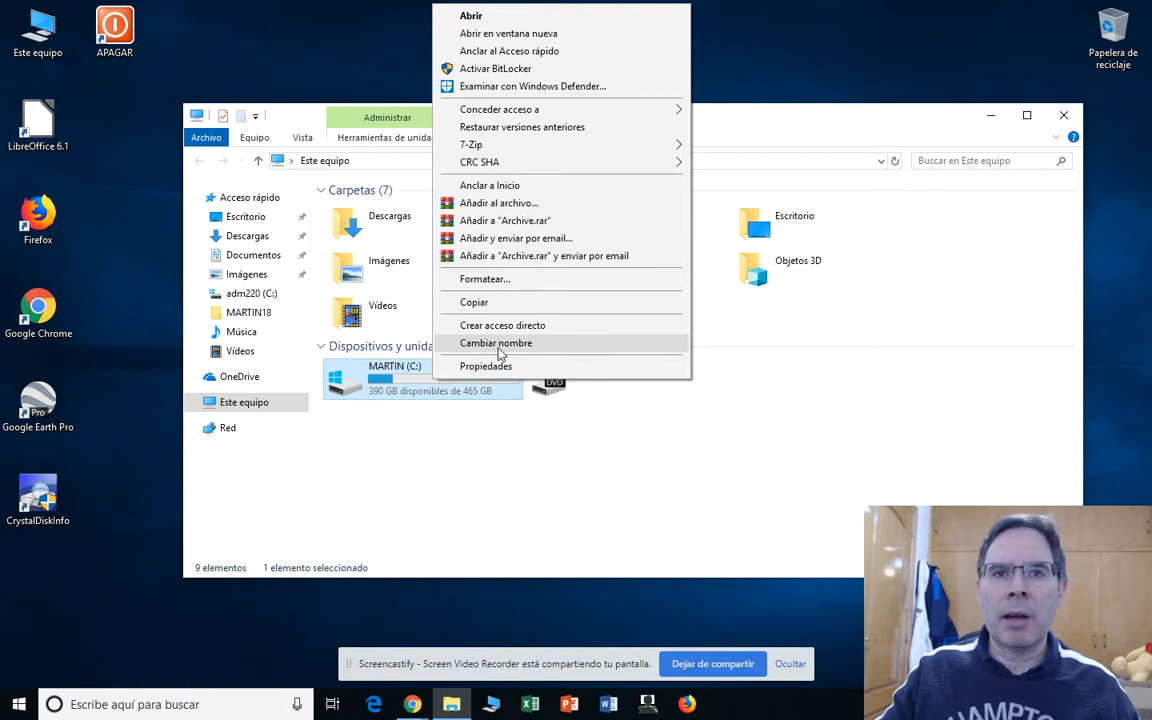 Este equipo
APAGAR
Papelera de
reciclaje
LibreOffice 6.1
Firefox
Google Chrome
Pro
Google Earth Pro
CrystalDiskInfo
Administrar
Archivo
Equipo
Vista
Herramientas de unida
Este equipo
Buscar en Este equipo
Acceso rápido
Escritorio
Descargas
Documentos
Imágenes
adm220 (C:)
MARTIN18
Música
Vídeos
OneDrive
Este equipo
Red
Carpetas (7)
Descargas
Imágenes
Vídeos
Escritorio
Objetos 3D
Dispositivos y unida
MARTIN (C:)
390 GB disponibles de 465 GB
DVD
Abrir
Abrir en ventana nueva
Anclar al Acceso rápido
Activar BitLocker
Examinar con Windows Defender...
Conceder acceso a
Restaurar versiones anteriores
7-Zip
CRC SHA
Anclar a Inicio
Añadir al archivo...
Añadir a "Archive.rar"
Añadir y enviar por email...
Añadir a "Archive.rar" y enviar por email
Formatear...
Copiar
Crear acceso directo
Cambiar nombre
Propiedades
9 elementos
1 elemento seleccionado
Screencastify - Screen Video Recorder está compartiendo tu pantalla.
Dejar de compartir
Ocultar
Escribe aquí para buscar